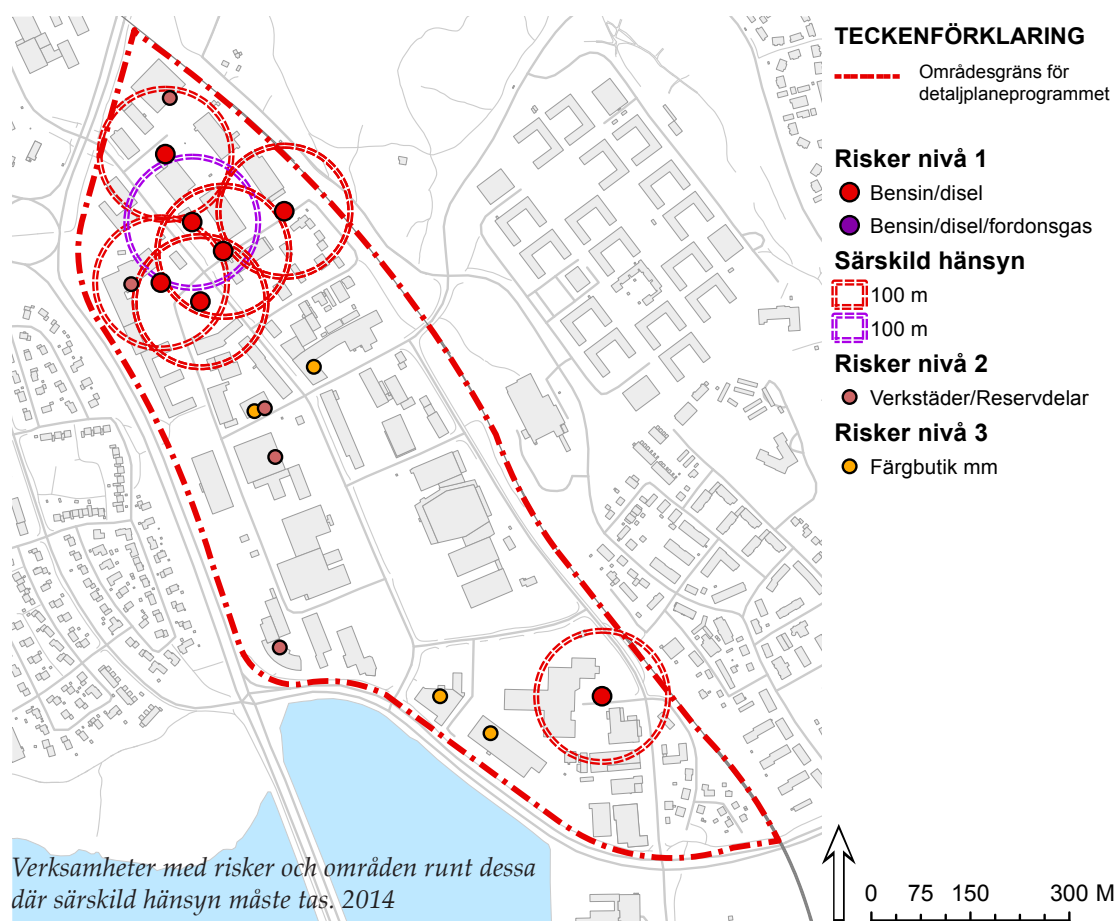 TECKENFÖRKLARING
Områdesgräns för
detaljplaneprogrammet
Risker nivå 1
Bensin/disel
Bensin/disel/fordonsgas
Särskild hänsyn
100 m
100 m
Risker nivå 2
Verkstäder/Reservdelar
Risker nivå 3
Färgbutik mm
Verksamheter med risker och områden runt dessa
där särskild hänsyn måste tas. 2014
0 75 150 300 M